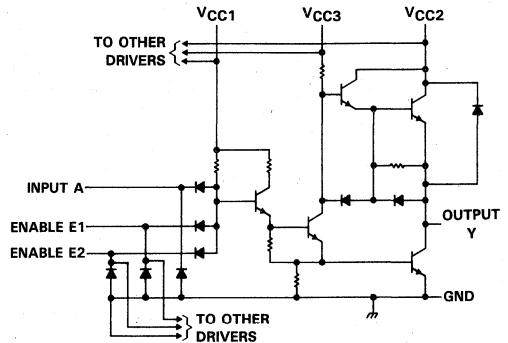 VCC1
VCC3
VCC2
TO OTHER
DRIVERS
INPUT A
ENABLE E1
ENABLE E2
OUTPUT
Y
GND
TO OTHER
DRIVERS